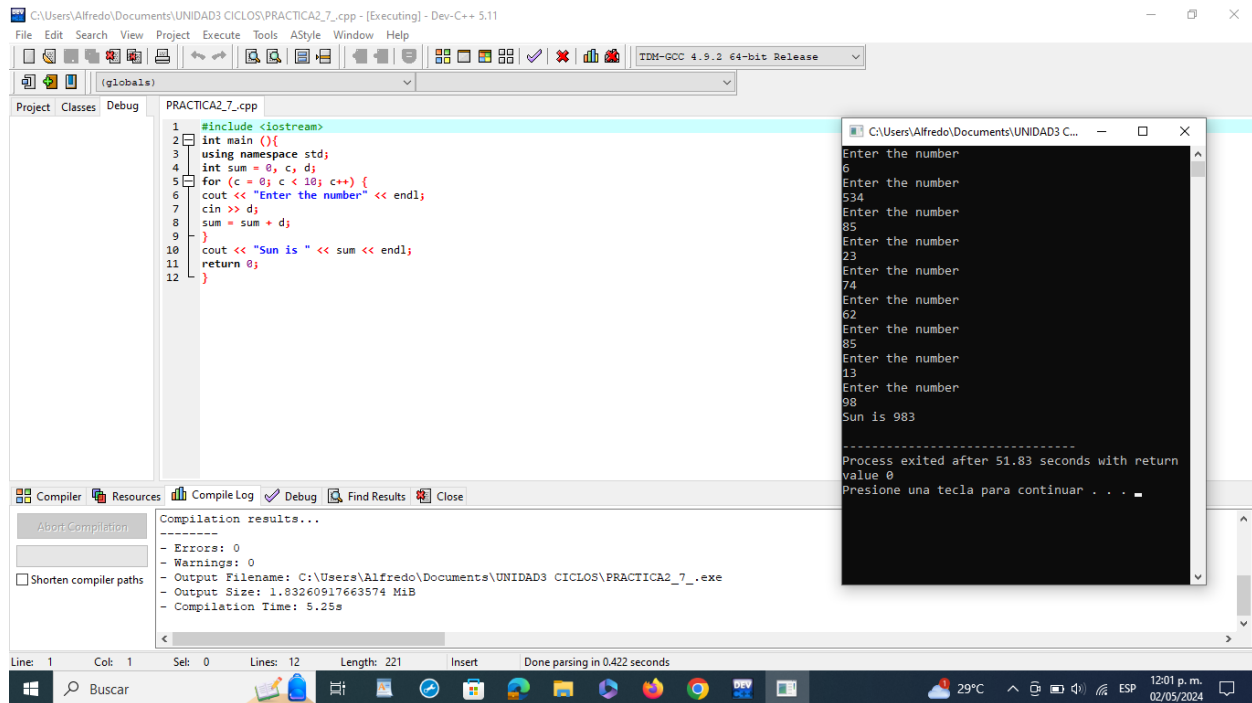 C:\Users\Alfredo\Documents\UNIDAD3 CICLOS\PRACTICA2_7_.cpp - [Executing] - Dev-C++ 5.11
File Edit Search View Project Execute Tools AStyle Window Help
TDM-GCC 4.9.2 64-bit Release
(globals)
Project Classes Debug
PRACTICA2_7_.cpp
1 #include <iostream>
2 int main (){
3 using namespace std;
4 int sum = 0, c, d;
5 for (c = 0; c < 10; c++) {
6 cout << "Enter the number" << endl;
7 cin >> d;
8 sum = sum + d;
9 }
10 cout << "Sun is " << sum << endl;
11 return 0;
12 }
C:\Users\Alfredo\Documents\UNIDAD3 C...
Enter the number
6
Enter the number
534
Enter the number
85
Enter the number
23
Enter the number
74
Enter the number
62
Enter the number
85
Enter the number
13
Enter the number
98
Sun is 983
--------------------------------
Process exited after 51.83 seconds with return
value 0
Presione una tecla para continuar . . .
Compiler Resources Compile Log Debug Find Results Close
Abort Compilation
Shorten compiler paths
Compilation results...
--------
- Errors: 0
- Warnings: 0
- Output Filename: C:\Users\Alfredo\Documents\UNIDAD3 CICLOS\PRACTICA2_7_.exe
- Output Size: 1.83260917663574 MiB
- Compilation Time: 5.25s
Line: 1 Col: 1 Sel: 0 Lines: 12 Length: 221 Insert Done parsing in 0.422 seconds
Buscar
DEV
1
29°C
ESP
12:01 p. m.
02/05/2024